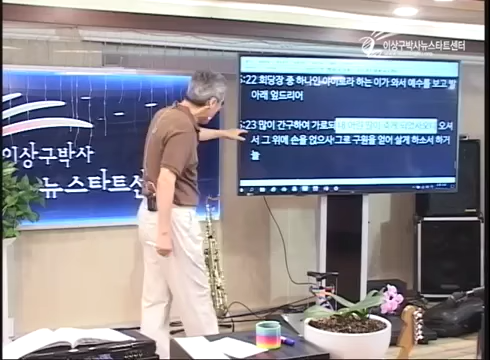 이상구박사뉴스타트센터
:22 회당장 중 하나인 야이로라 하는 이가 와서 예수를 보고 발
아래 엎드리어
:23 많이 간구하여 가로되 내 어린 딸이 죽게 되었사오니 오셔
서 그 위에 손을 얹으사 그로 구원을 얻어 살게 하소서 하거
늘
이상구박사
뉴스타트센